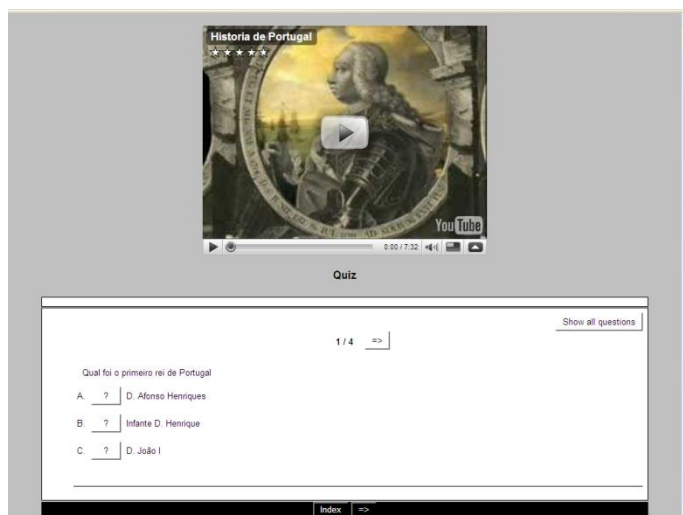 Historia de Portugal
YouTube
0:00 / 7:32
Quiz
Show all questions
1 / 4 =>
Qual foi o primeiro rei de Portugal
A. ? D. Afonso Henriques
B. ? Infante D. Henrique
C. ? D. João I
Index =>